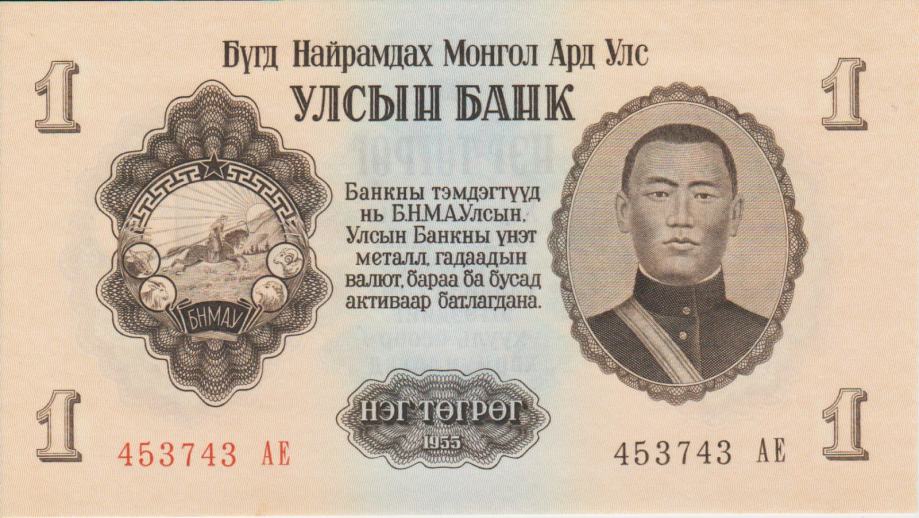 1
Бүгд Найрамдах Монгол Ард Улс
1
УЛСЫН БАНК
Банкны тэмдэгтүүд
нь Б.Н.М.А.Улсын,
Улсын Банкны үнэт
металл, гадаадын
валют, бараа ба бусад
активаар батлагдана.
БНМАУ
1
НЭГ ТӨГРӨГ
1955
1
453743 АЕ
453743 АЕ